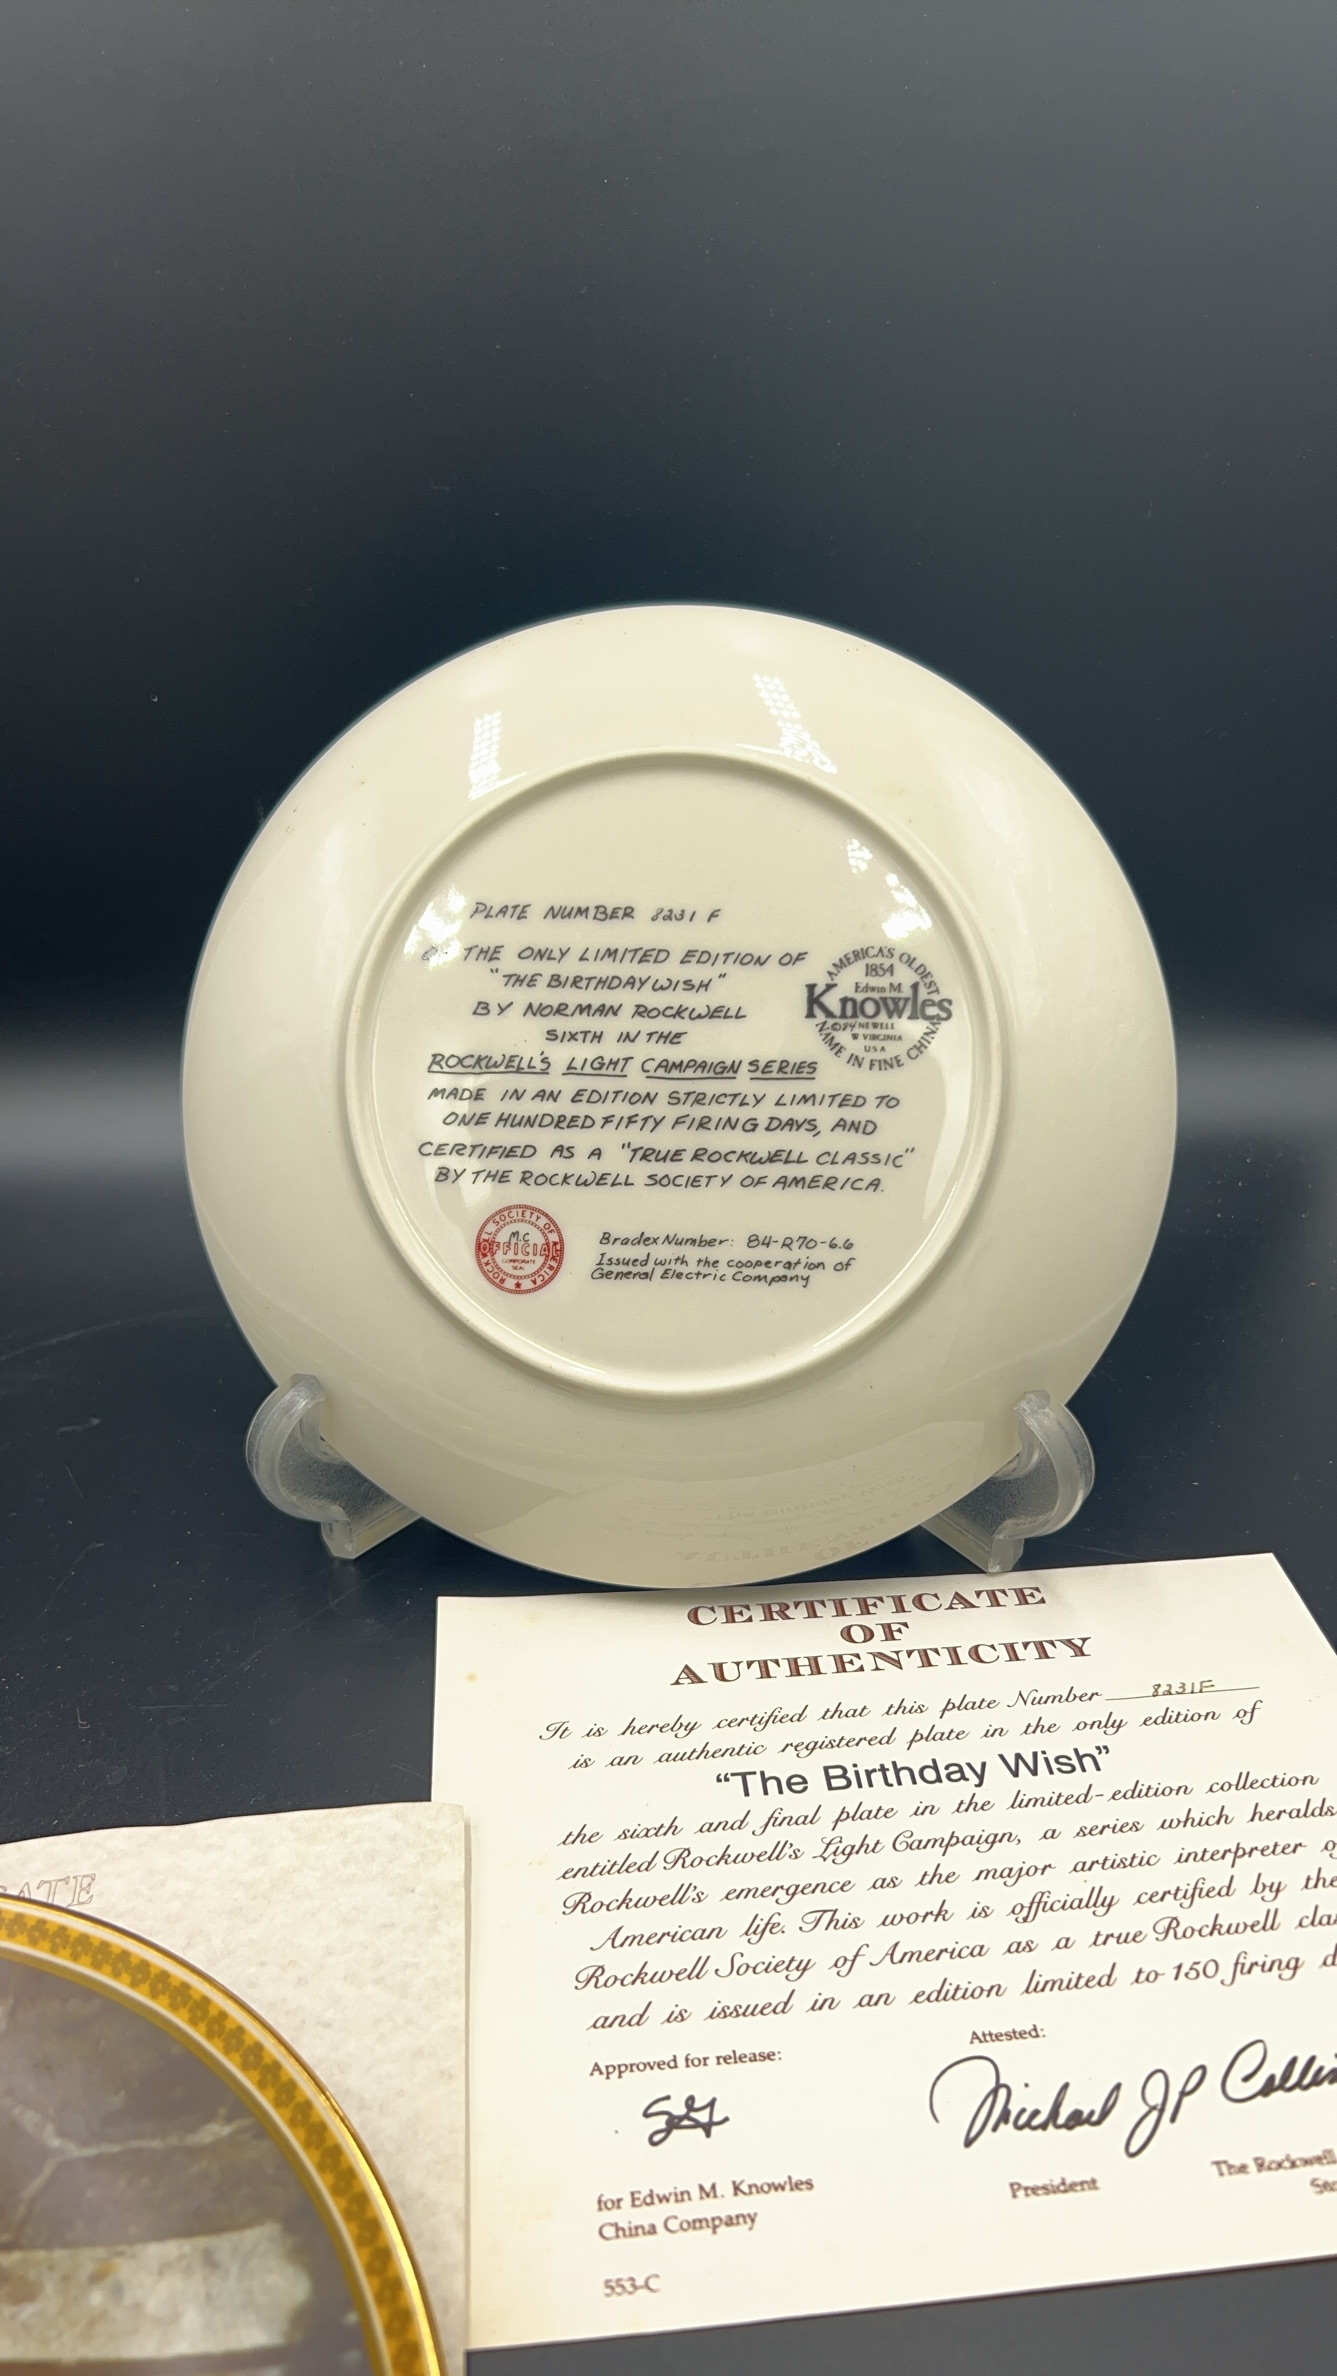 PLATE NUMBER 8231 F
THE ONLY LIMITED EDITION OF
"THE BIRTHDAY WISH"
BY NORMAN ROCKWELL
SIXTH IN THE
ROCKWELL'S LIGHT CAMPAIGN SERIES
MADE IN AN EDITION STRICTLY LIMITED TO
ONE HUNDRED FIFTY FIRING DAYS, AND
CERTIFIED AS A "TRUE ROCKWELL CLASSIC"
BY THE ROCKWELL SOCIETY OF AMERICA.
AMERICA'S OLDEST
1854
Edwin M.
Knowles
NEWELL
W VIRGINIA
USA
NAME IN FINE CHINA
ROCKWELL SOCIETY OF AMERICA
M.C
OFFICIAL
CORPORATE
SEAL
Bradex Number: 84-R70-6.6
Issued with the cooperation of
General Electric Company
CERTIFICATE
OF
AUTHENTICITY
It is hereby certified that this plate Number 8231F
is an authentic registered plate in the only edition of
"The Birthday Wish"
the sixth and final plate in the limited-edition collection
entitled Rockwell's Light Campaign, a series which heralds
Rockwell's emergence as the major artistic interpreter
American life. This work is officially certified by the
Rockwell Society of America as a true Rockwell
and is issued in an edition limited to 150 firing
Approved for release:
Attested:
Michael JP
for Edwin M. Knowles
China Company
President
The Rockwell
553-C